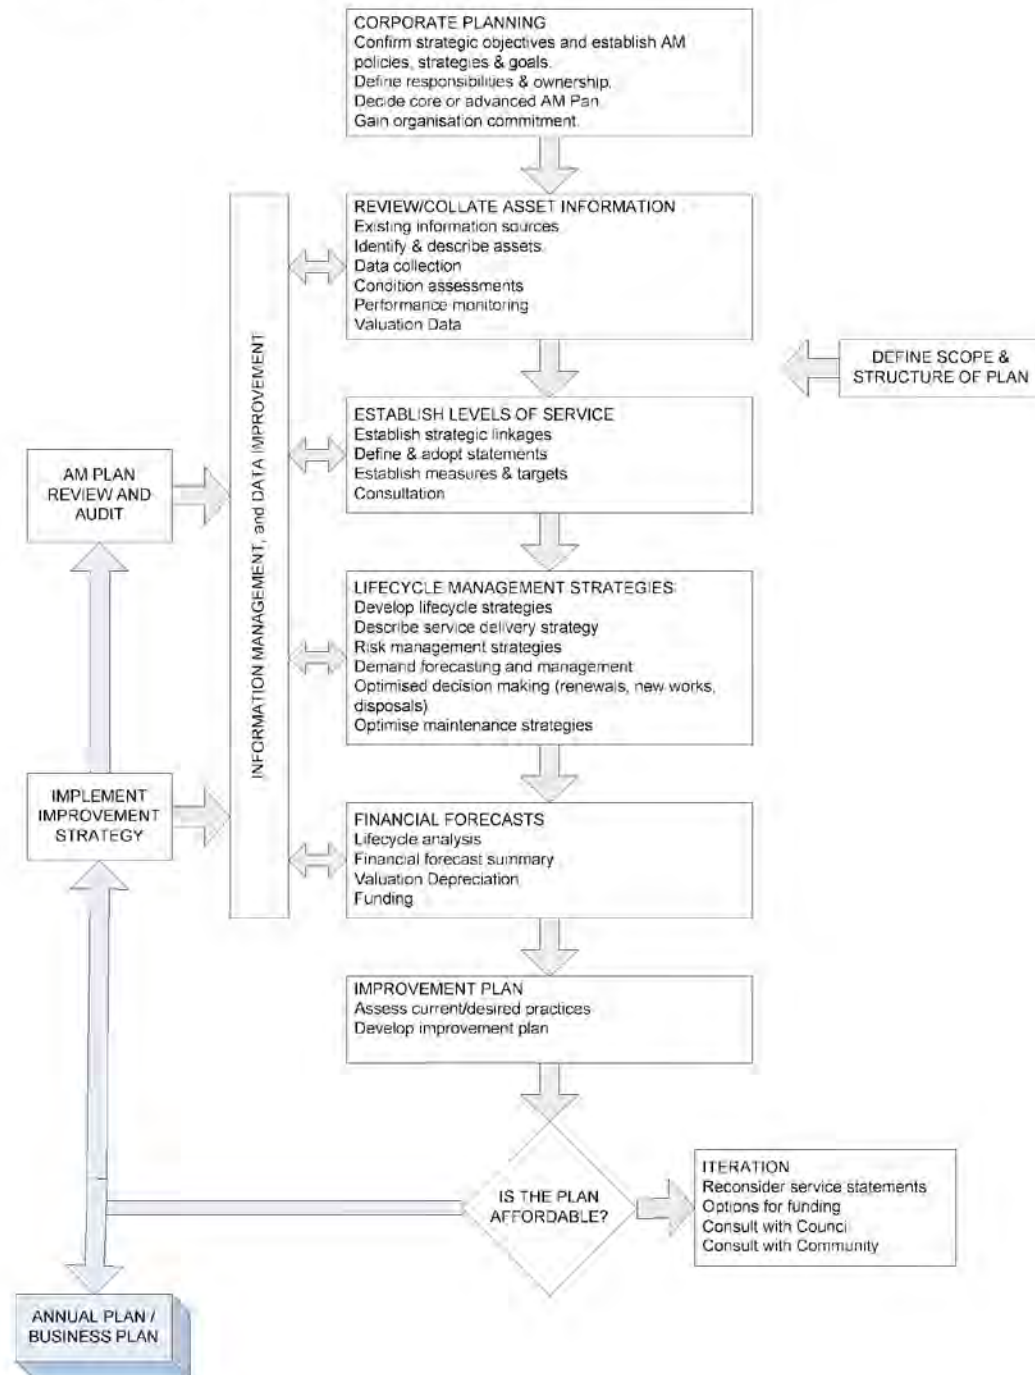 CORPORATE PLANNING
Confirm strategic objectives and establish AM
policies, strategies & goals.
Define responsibilities & ownership.
Decide core or advanced AM Pan
Gain organisation commitment.
REVIEW/COLLATE ASSET INFORMATION
Existing information sources
Identify & describe assets
Data collection
Condition assessments
Performance monitoring
Valuation Data
DEFINE SCOPE &
STRUCTURE OF PLAN
INFORMATION MANAGEMENT, and DATA IMPROVEMENT
ESTABLISH LEVELS OF SERVICE
Establish strategic linkages
Define & adopt statements
Establish measures & targets
Consultation
AM PLAN
REVIEW AND
AUDIT
LIFECYCLE MANAGEMENT STRATEGIES
Develop lifecycle strategies
Describe service delivery strategy
Risk management strategies
Demand forecasting and management
Optimised decision making (renewals, new works,
disposals)
Optimise maintenance strategies
IMPLEMENT
IMPROVEMENT
STRATEGY
FINANCIAL FORECASTS
Lifecycle analysis
Financial forecast summary
Valuation Depreciation
Funding
IMPROVEMENT PLAN
Assess current/desired practices
Develop improvement plan
IS THE PLAN
AFFORDABLE?
ITERATION
Reconsider service statements
Options for funding
Consult with Council
Consult with Community
ANNUAL PLAN /
BUSINESS PLAN